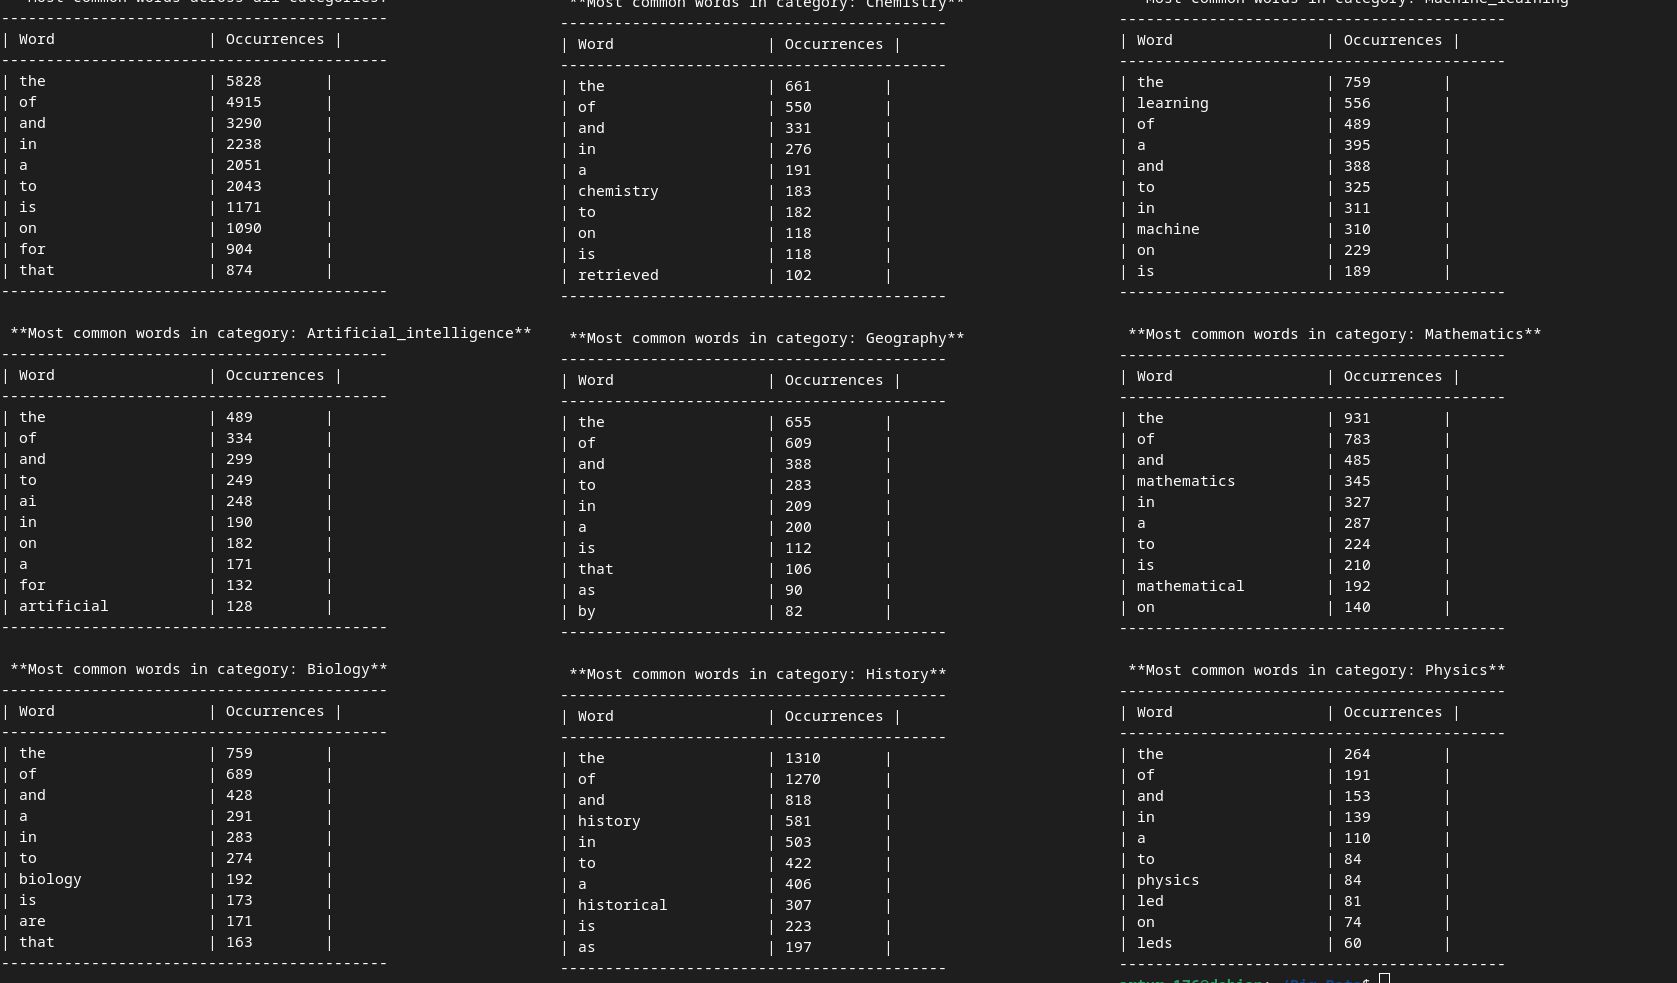 **Most common words across all categories:
-------------------------------------------
| Word | Occurrences |
-------------------------------------------
| the | 5828 |
| of | 4915 |
| and | 3290 |
| in | 2238 |
| a | 2051 |
| to | 2043 |
| is | 1171 |
| on | 1090 |
| for | 904 |
| that | 874 |
-------------------------------------------
**Most common words in category: Artificial_intelligence**
-------------------------------------------
| Word | Occurrences |
-------------------------------------------
| the | 489 |
| of | 334 |
| and | 299 |
| to | 249 |
| ai | 248 |
| in | 190 |
| on | 182 |
| a | 171 |
| for | 132 |
| artificial | 128 |
-------------------------------------------
**Most common words in category: Biology**
-------------------------------------------
| Word | Occurrences |
-------------------------------------------
| the | 759 |
| of | 689 |
| and | 428 |
| a | 291 |
| in | 283 |
| to | 274 |
| biology | 192 |
| is | 173 |
| are | 171 |
| that | 163 |
-------------------------------------------
**Most common words in category: Chemistry**
-------------------------------------------
| Word | Occurrences |
-------------------------------------------
| the | 661 |
| of | 550 |
| and | 331 |
| in | 276 |
| a | 191 |
| chemistry | 183 |
| to | 182 |
| on | 118 |
| is | 118 |
| retrieved | 102 |
-------------------------------------------
**Most common words in category: Geography**
-------------------------------------------
| Word | Occurrences |
-------------------------------------------
| the | 655 |
| of | 609 |
| and | 388 |
| to | 283 |
| in | 209 |
| a | 200 |
| is | 112 |
| that | 106 |
| as | 90 |
| by | 82 |
-------------------------------------------
**Most common words in category: History**
-------------------------------------------
| Word | Occurrences |
-------------------------------------------
| the | 1310 |
| of | 1270 |
| and | 818 |
| history | 581 |
| in | 503 |
| to | 422 |
| a | 406 |
| historical | 307 |
| is | 223 |
| as | 197 |
-------------------------------------------
**Most common words in category: Machine_learning**
-------------------------------------------
| Word | Occurrences |
-------------------------------------------
| the | 759 |
| learning | 556 |
| of | 489 |
| a | 395 |
| and | 388 |
| to | 325 |
| in | 311 |
| machine | 310 |
| on | 229 |
| is | 189 |
-------------------------------------------
**Most common words in category: Mathematics**
-------------------------------------------
| Word | Occurrences |
-------------------------------------------
| the | 931 |
| of | 783 |
| and | 485 |
| mathematics | 345 |
| in | 327 |
| a | 287 |
| to | 224 |
| is | 210 |
| mathematical | 192 |
| on | 140 |
-------------------------------------------
**Most common words in category: Physics**
-------------------------------------------
| Word | Occurrences |
-------------------------------------------
| the | 264 |
| of | 191 |
| and | 153 |
| in | 139 |
| a | 110 |
| to | 84 |
| physics | 84 |
| led | 81 |
| on | 74 |
| leds | 60 |
-------------------------------------------